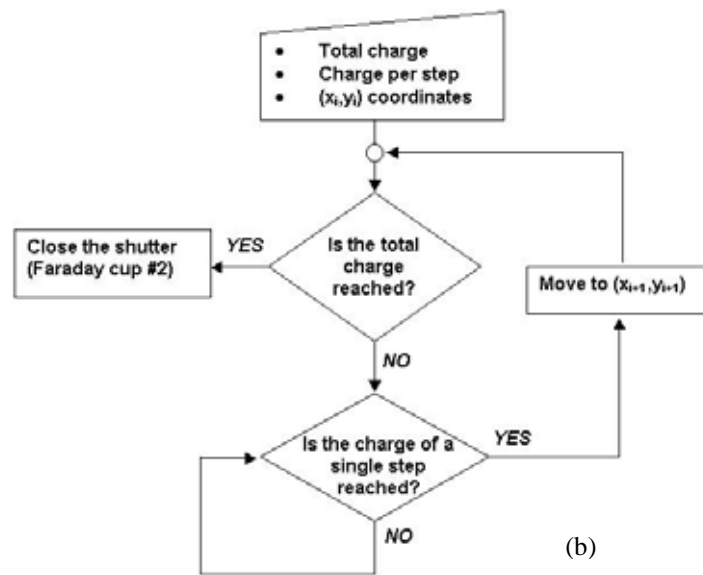 • Total charge
• Charge per step
• (xᵢ,yᵢ) coordinates
Close the shutter
(Faraday cup #2)
YES
Is the total
charge
reached?
Move to (xᵢ₊₁,yᵢ₊₁)
NO
Is the charge of a
single step
reached?
YES
NO
(b)